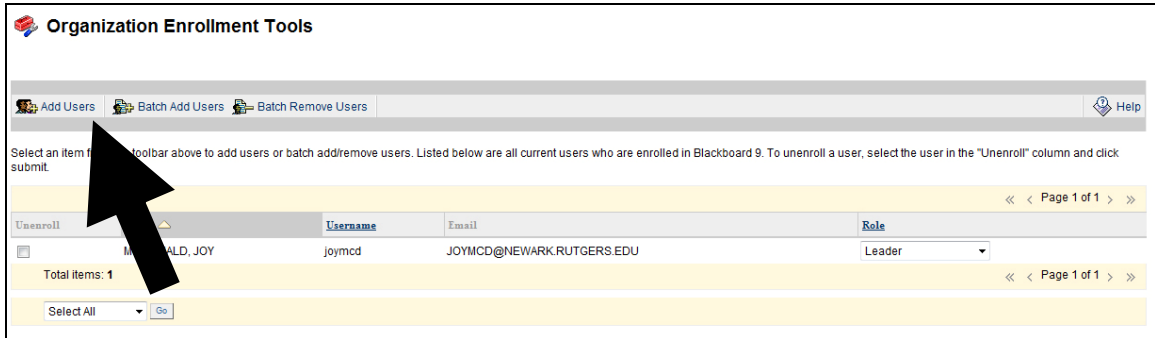 Organization Enrollment Tools
Add Users Batch Add Users Batch Remove Users Help
Select an item toolbar above to add users or batch add/remove users. Listed below are all current users who are enrolled in Blackboard 9. To unenroll a user, select the user in the "Unenroll" column and click
submit.
Page 1 of 1
Unenroll Username Email Role
JOY joymcd JOYMCD@NEWARK.RUTGERS.EDU Leader
Total items: 1 Page 1 of 1
Select All Go